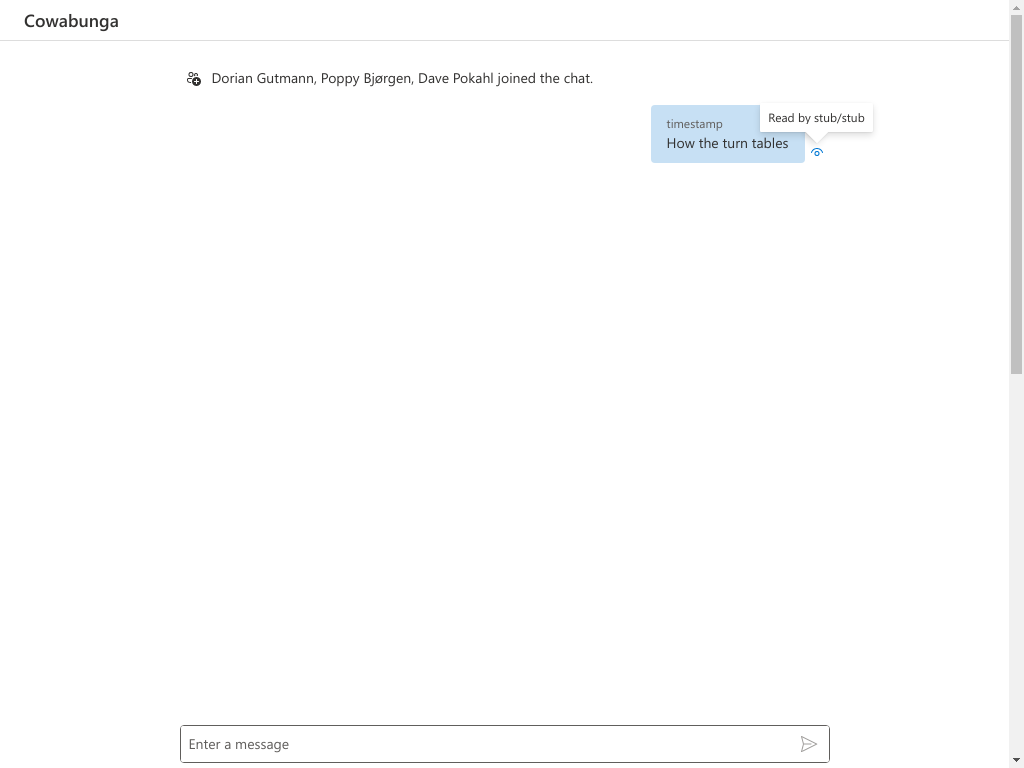 Cowabunga
Dorian Gutmann, Poppy Bjørgen, Dave Pokahl joined the chat.
timestamp
Read by stub/stub
How the turn tables
Enter a message